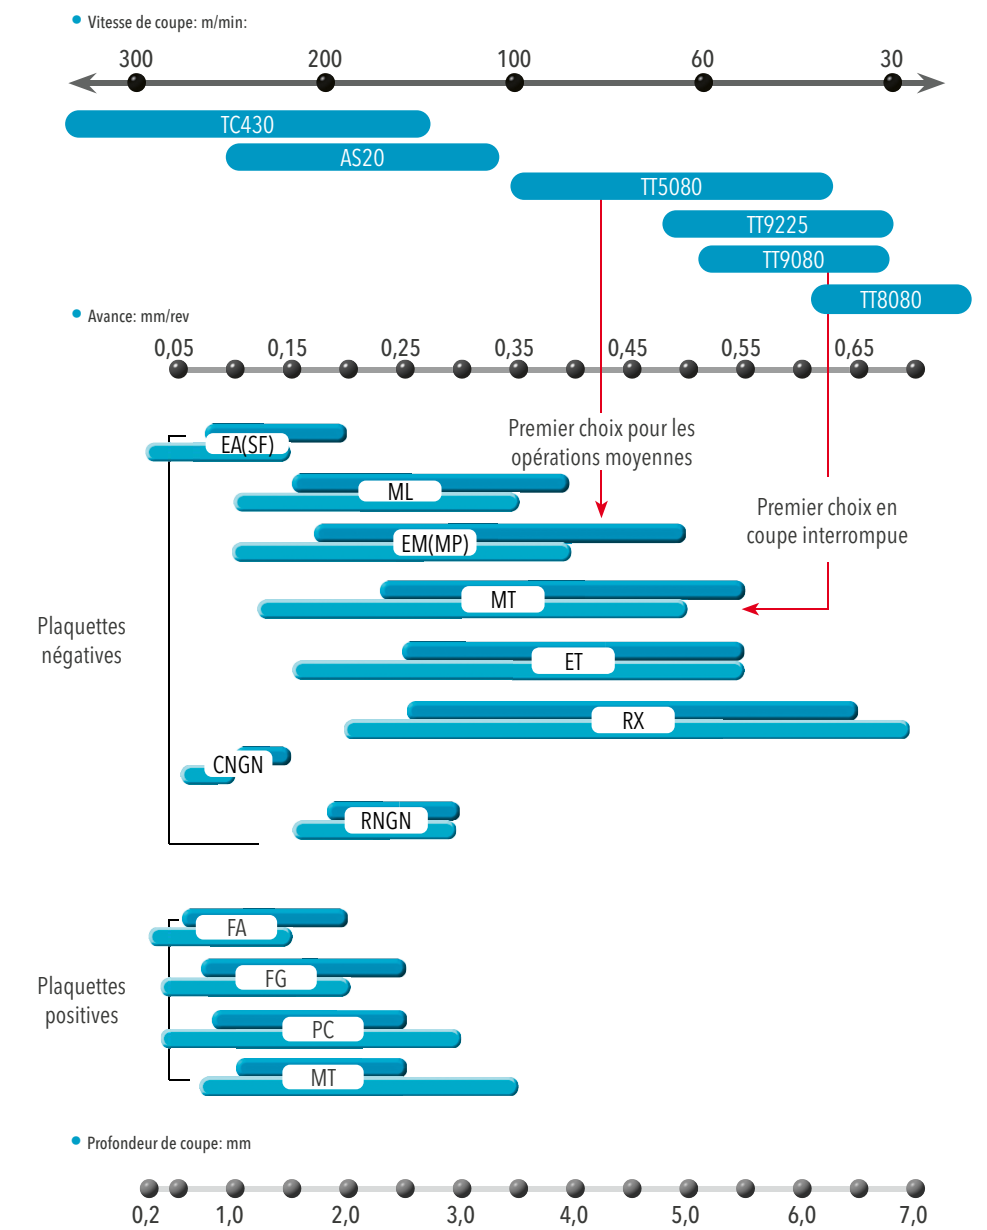 Vitesse de coupe: m/min:
300 200 100 60 30
TC430
AS20
TT5080
TT9225
TT9080
TT8080
Avance: mm/rev
0,05 0,15 0,25 0,35 0,45 0,55 0,65
Premier choix pour les
opérations moyennes
Premier choix en
coupe interrompue
Plaquettes
négatives
EA(SF)
ML
EM(MP)
MT
ET
RX
CNGN
RNGN
Plaquettes
positives
FA
FG
PC
MT
Profondeur de coupe: mm
0,2 1,0 2,0 3,0 4,0 5,0 6,0 7,0